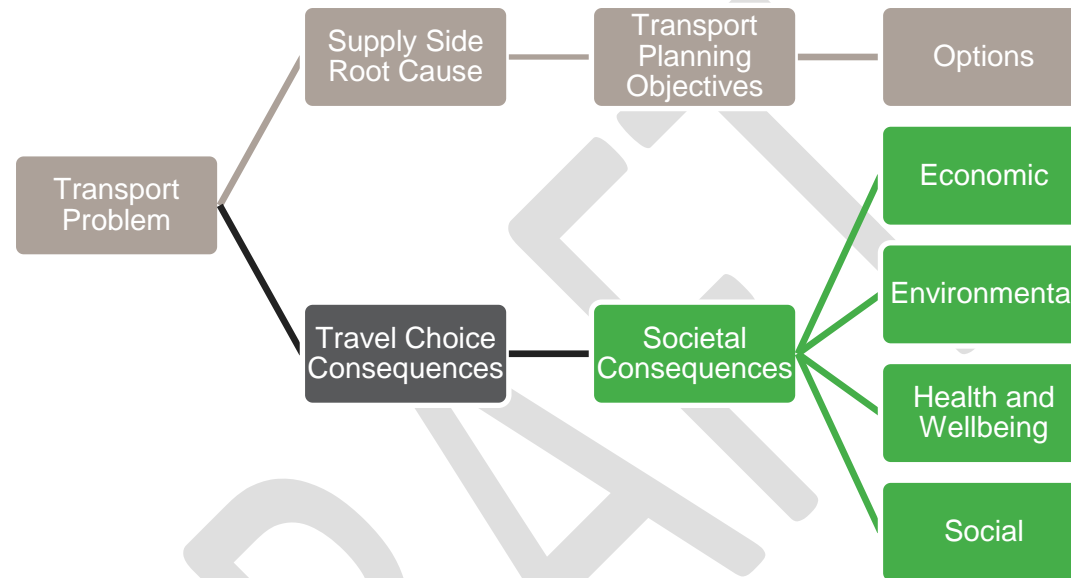 Supply Side
Root Cause
Transport
Planning
Objectives
Options
Transport
Problem
Economic
Environmenta
Travel Choice
Consequences
Societal
Consequences
Health and
Wellbeing
Social
DRAFT